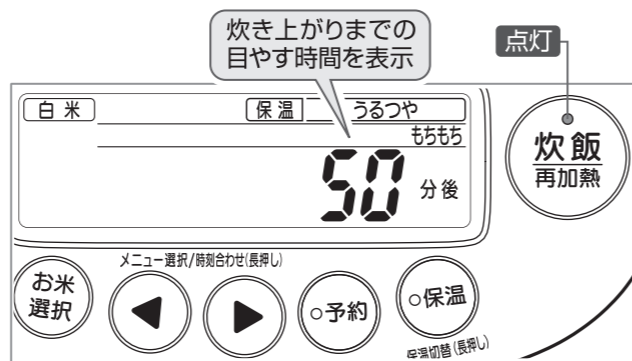 炊き上がりまでの
目やす時間を表示
点灯
白米 保温 うるつや
もちもち
50 分後
炊飯
再加熱
メニュー選択/時刻合わせ(長押し)
お米
選択
◀ ▶ ○予約 ○保温
保温切替(長押し)